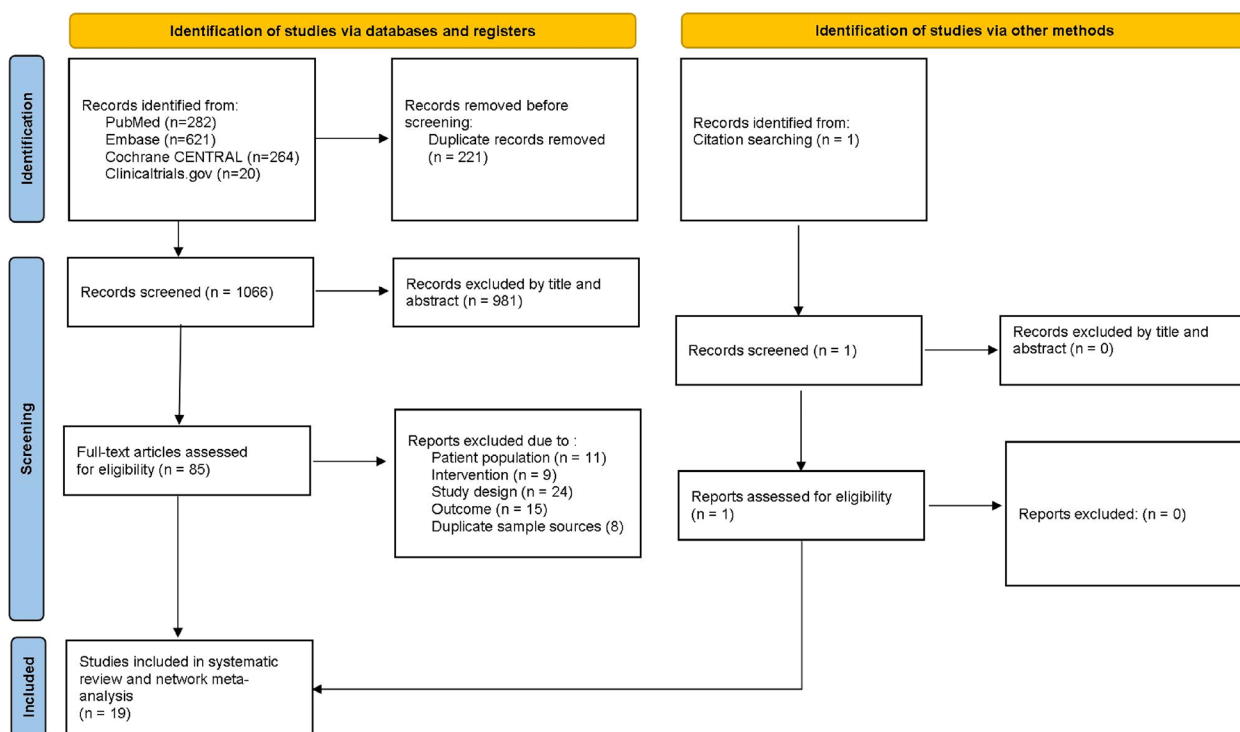 Identification of studies via databases and registers
Identification of studies via other methods
Identification
Records identified from:
PubMed (n=282)
Embase (n=621)
Cochrane CENTRAL (n=264)
Clinicaltrials.gov (n=20)
Records removed before
screening:
Duplicate records removed
(n = 221)
Records identified from:
Citation searching (n = 1)
Screening
Records screened (n = 1066)
Records excluded by title and
abstract (n = 981)
Records screened (n = 1)
Records excluded by title and
abstract (n = 0)
Full-text articles assessed
for eligibility (n = 85)
Reports excluded due to :
Patient population (n = 11)
Intervention (n = 9)
Study design (n = 24)
Outcome (n = 15)
Duplicate sample sources (8)
Reports assessed for eligibility
(n = 1)
Reports excluded: (n = 0)
Included
Studies included in systematic
review and network meta-
analysis
(n = 19)